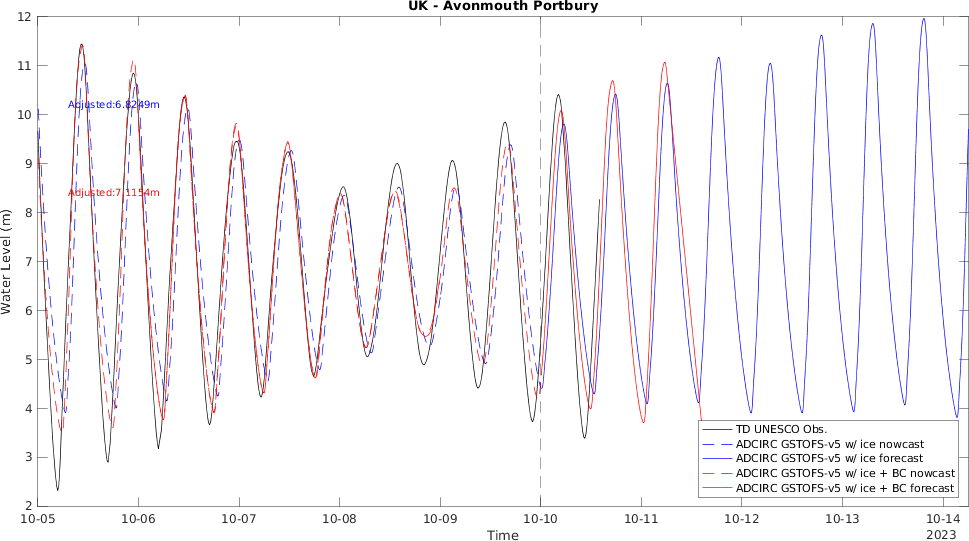 UK - Avonmouth Portbury
Water Level (m)
12
11
10
9
8
7
6
5
4
3
2
Adjusted:6.8249m
Adjusted:7.1154m
TD UNESCO Obs.
ADCIRC GSTOFS-v5 w/ ice nowcast
ADCIRC GSTOFS-v5 w/ ice forecast
ADCIRC GSTOFS-v5 w/ ice + BC nowcast
ADCIRC GSTOFS-v5 w/ ice + BC forecast
10-05 10-06 10-07 10-08 10-09 10-10 10-11 10-12 10-13 10-14
2023
Time